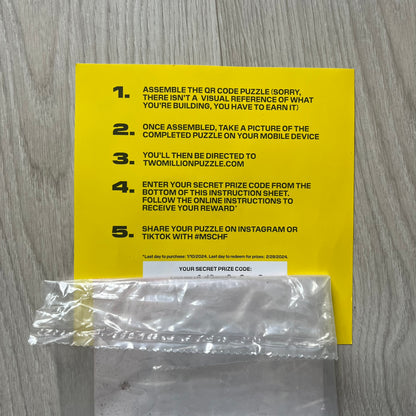 1. ASSEMBLE THE QR CODE PUZZLE (SORRY,
THERE ISN'T A VISUAL REFERENCE OF WHAT
YOU'RE BUILDING, YOU HAVE TO EARN IT)
2. ONCE ASSEMBLED, TAKE A PICTURE OF THE
COMPLETED PUZZLE ON YOUR MOBILE DEVICE
3. YOU'LL THEN BE DIRECTED TO
TWOMILLIONPUZZLE.COM
4. ENTER YOUR SECRET PRIZE CODE FROM THE
BOTTOM OF THIS INSTRUCTION SHEET.
FOLLOW THE ONLINE INSTRUCTIONS TO
RECEIVE YOUR REWARD*
5. SHARE YOUR PUZZLE ON INSTAGRAM OR
TIKTOK WITH #MSCHF
*Last day to purchase: 1/10/2024. Last day to redeem for prizes: 2/28/2024.
YOUR SECRET PRIZE CODE: